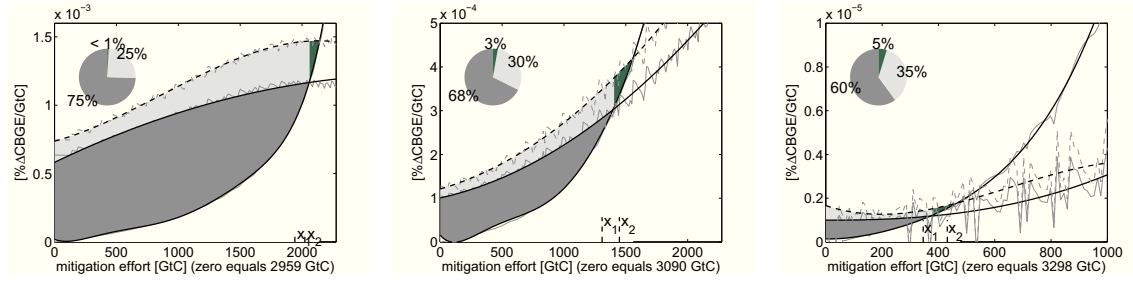 x 10⁻³
1.5
1
0.5
0
[%ΔCBGE/GtC]
< 1%
25%
75%
x₁x₂
0 500 1000 1500 2000
mitigation effort [GtC] (zero equals 2959 GtC)
x 10⁻⁴
5
4
3
2
1
0
[%ΔCBGE/GtC]
3%
30%
68%
x₁ x₂
0 500 1000 1500 2000
mitigation effort [GtC] (zero equals 3090 GtC)
x 10⁻⁵
1
0.8
0.6
0.4
0.2
0
[%ΔCBGE/GtC]
5%
35%
60%
x₁ x₂
0 200 400 600 800 1000
mitigation effort [GtC] (zero equals 3298 GtC)